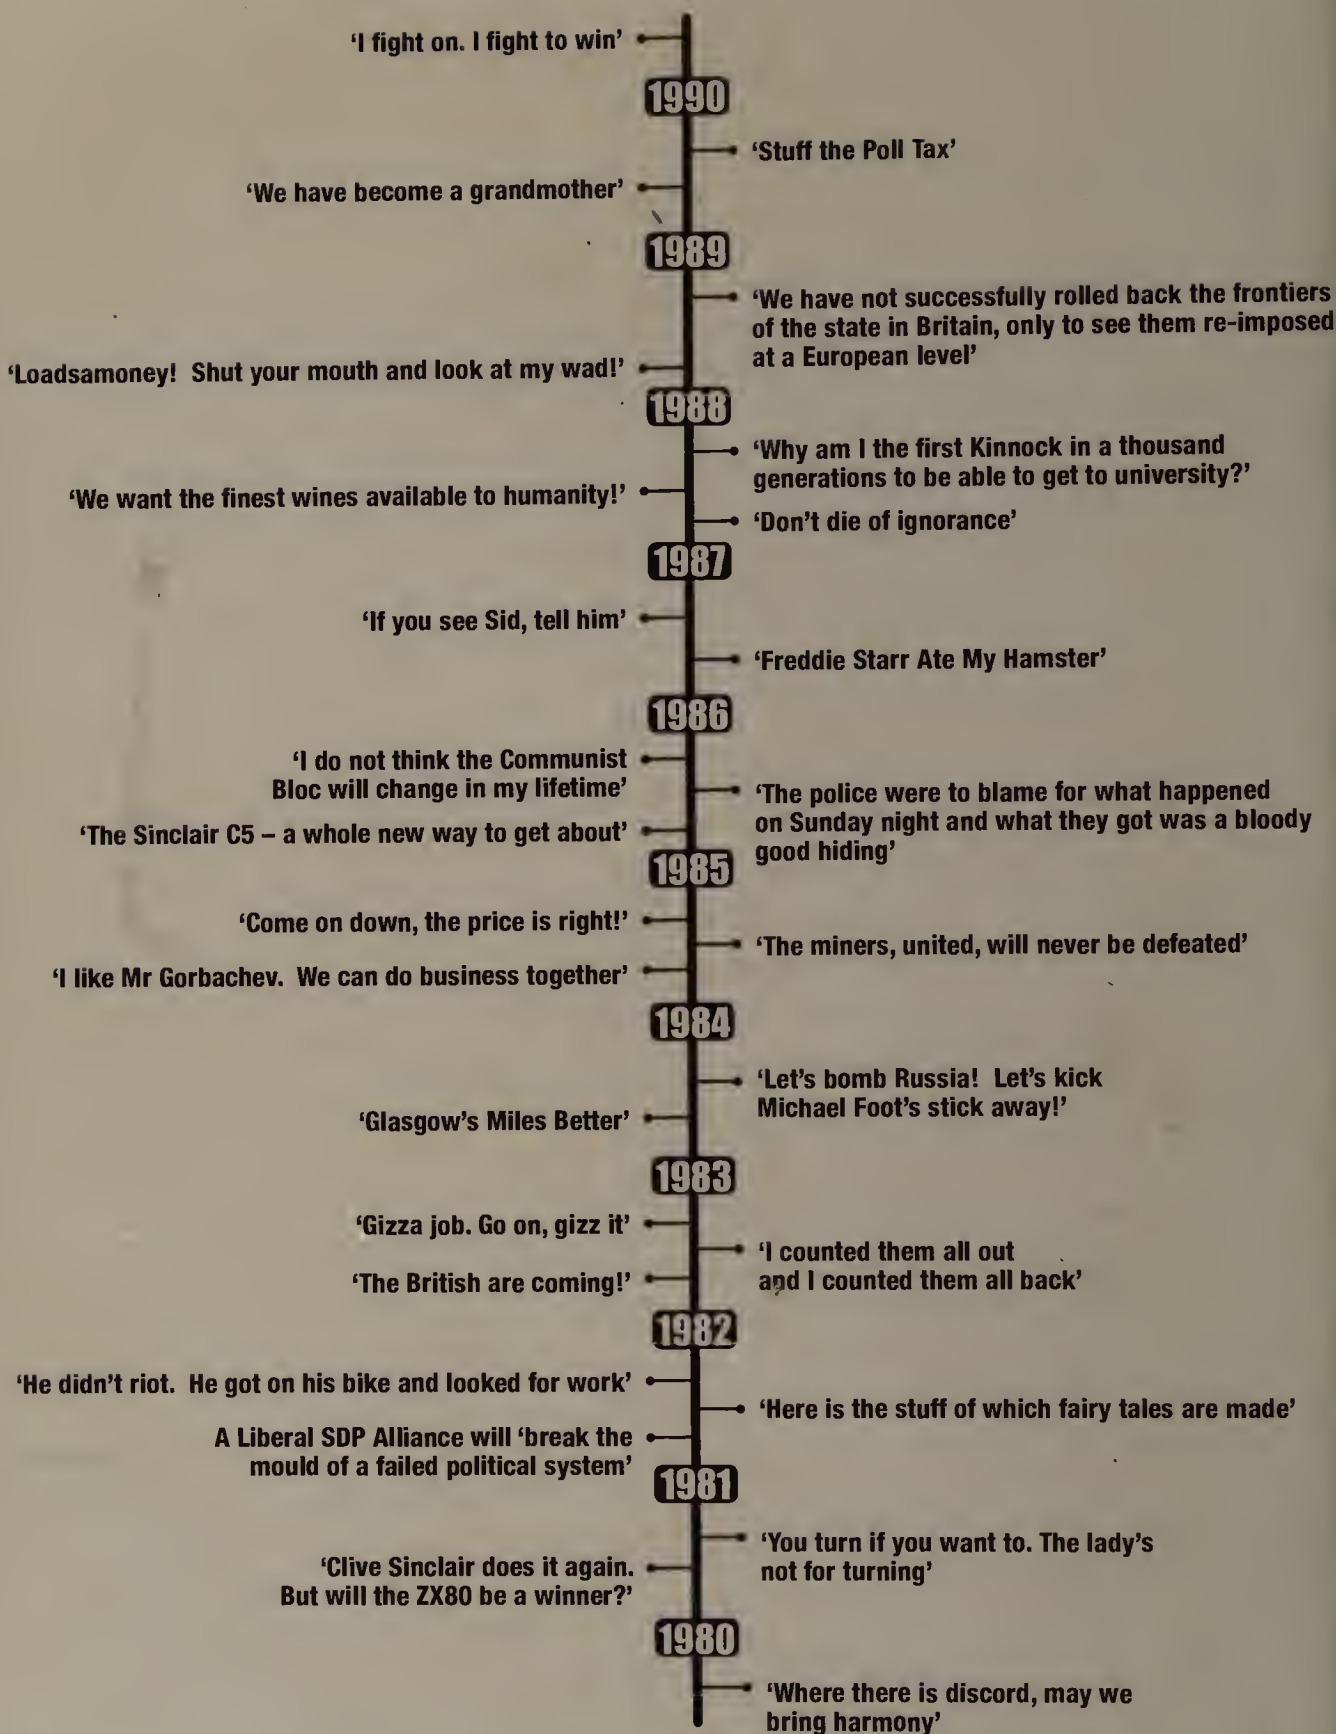 ‘I fight on. I fight to win’
1990
‘Stuff the Poll Tax’
‘We have become a grandmother’
1989
‘We have not successfully rolled back the frontiers
of the state in Britain, only to see them re-imposed
at a European level’
‘Loadsamoney! Shut your mouth and look at my wad!’
1988
‘Why am I the first Kinnock in a thousand
generations to be able to get to university?’
‘We want the finest wines available to humanity!’
‘Don’t die of ignorance’
1987
‘If you see Sid, tell him’
‘Freddie Starr Ate My Hamster’
1986
‘I do not think the Communist
Bloc will change in my lifetime’
‘The police were to blame for what happened
on Sunday night and what they got was a bloody
good hiding’
‘The Sinclair C5 – a whole new way to get about’
1985
‘Come on down, the price is right!’
‘The miners, united, will never be defeated’
‘I like Mr Gorbachev. We can do business together’
1984
‘Let’s bomb Russia! Let’s kick
Michael Foot’s stick away!’
‘Glasgow’s Miles Better’
1983
‘Gizza job. Go on, gizz it’
‘I counted them all out
and I counted them all back’
‘The British are coming!’
1982
‘He didn’t riot. He got on his bike and looked for work’
‘Here is the stuff of which fairy tales are made’
A Liberal SDP Alliance will ‘break the
mould of a failed political system’
1981
‘You turn if you want to. The lady’s
not for turning’
‘Clive Sinclair does it again.
But will the ZX80 be a winner?’
1980
‘Where there is discord, may we
bring harmony’